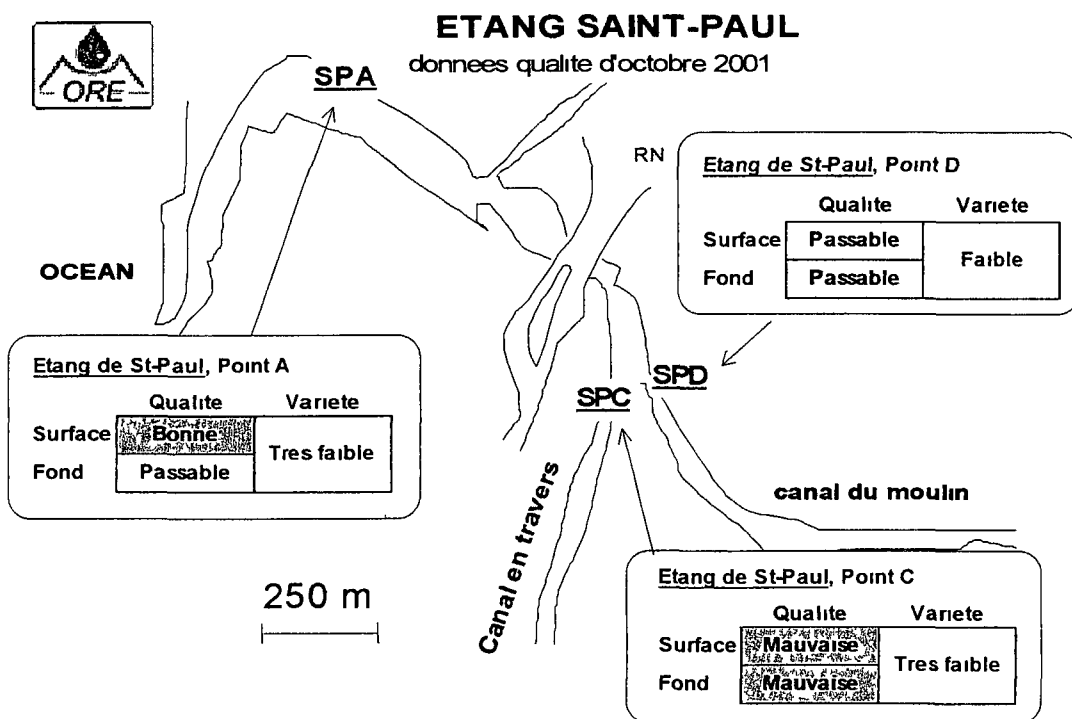 ETANG SAINT-PAUL
donnees qualite d'octobre 2001
ORE
SPA
RN
OCEAN
Etang de St-Paul, Point D
Qualite Variete
Surface Passable Faible
Fond Passable
Etang de St-Paul, Point A
Qualite Variete
Surface Bonne Tres faible
Fond Passable
SPD
SPC
canal du moulin
Canal en travers
250 m
Etang de St-Paul, Point C
Qualite Variete
Surface Mauvaise Tres faible
Fond Mauvaise